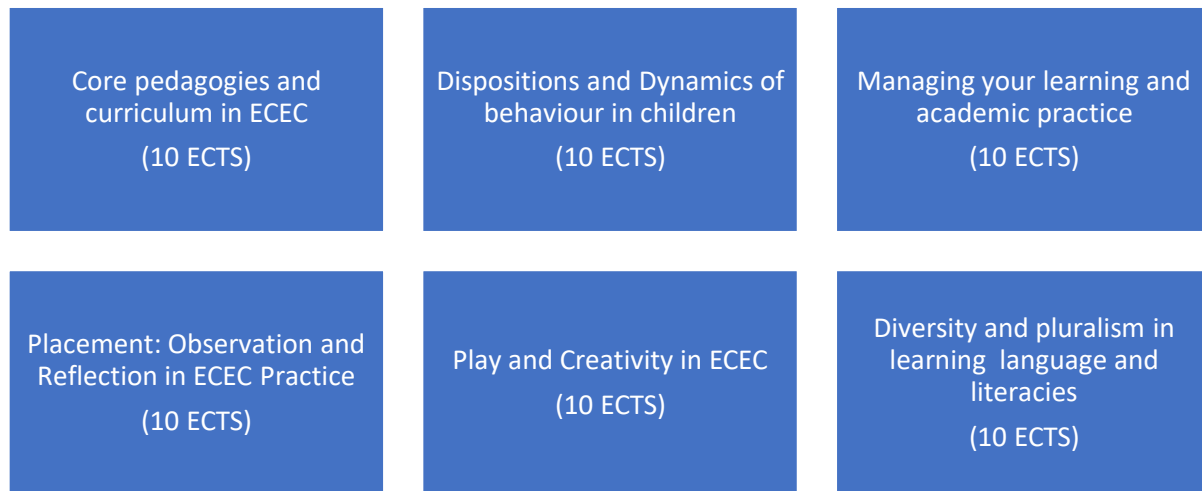 Core pedagogies and
curriculum in ECEC
(10 ECTS)
Dispositions and Dynamics of
behaviour in children
(10 ECTS)
Managing your learning and
academic practice
(10 ECTS)
Placement: Observation and
Reflection in ECEC Practice
(10 ECTS)
Play and Creativity in ECEC
(10 ECTS)
Diversity and pluralism in
learning  language and
literacies
(10 ECTS)